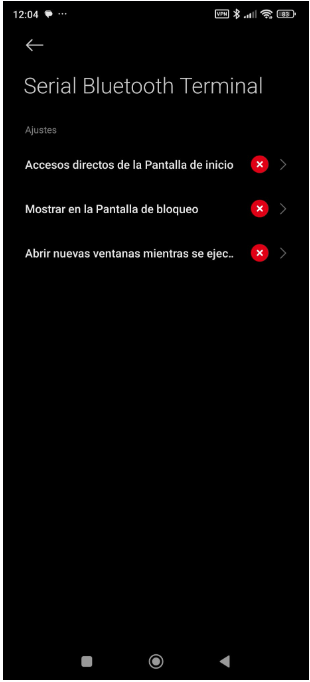 12:04
VPN
Serial Bluetooth Terminal
Ajustes
Accesos directos de la Pantalla de inicio
Mostrar en la Pantalla de bloqueo
Abrir nuevas ventanas mientras se ejec..